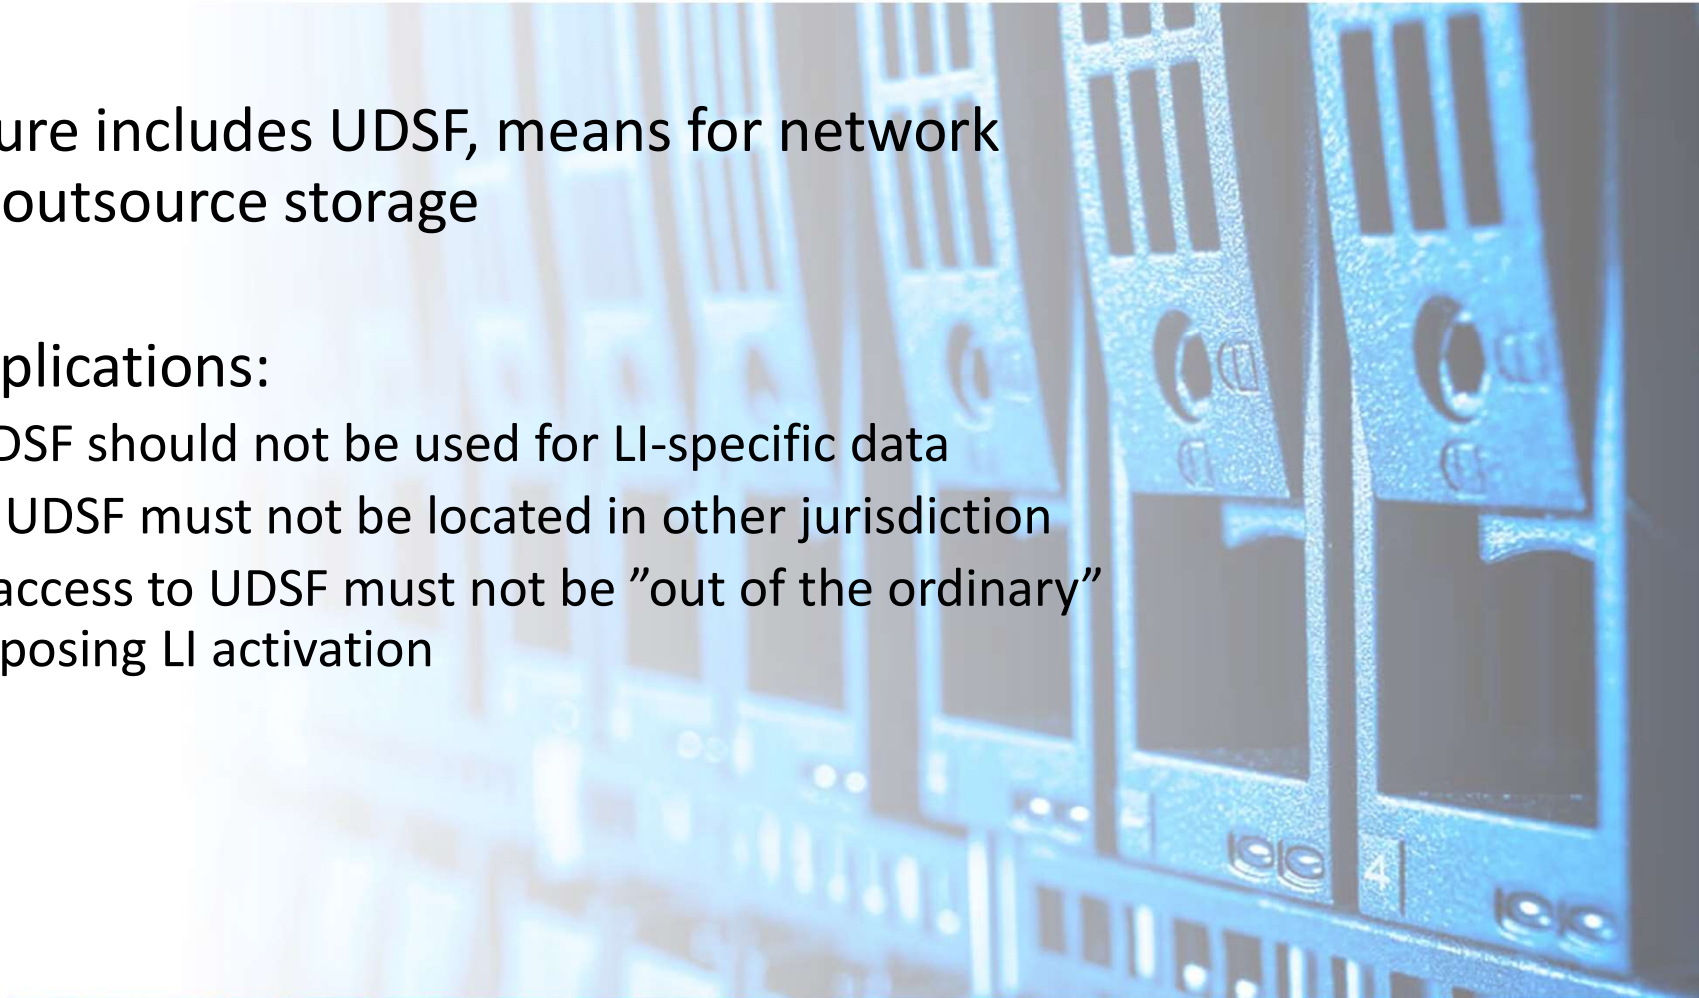 ure includes UDSF, means for network
outsource storage
plications:
DSF should not be used for LI-specific data
UDSF must not be located in other jurisdiction
access to UDSF must not be ”out of the ordinary”
posing LI activation
4